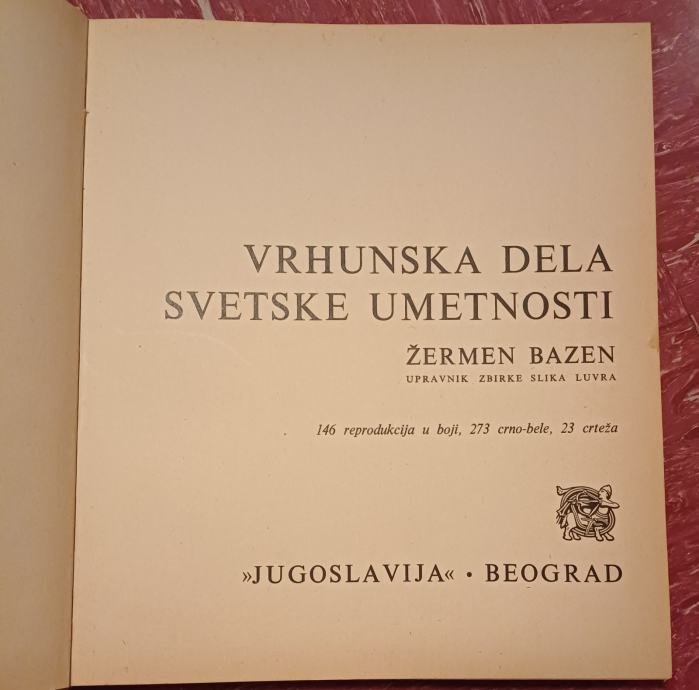 VRHUNSKA DELA
SVETSKE UMETNOSTI
ŽERMEN BAZEN
UPRAVNIK ZBIRKE SLIKA LUVRA
146 reprodukcija u boji, 273 crno-bele, 23 crteža
»JUGOSLAVIJA« • BEOGRAD